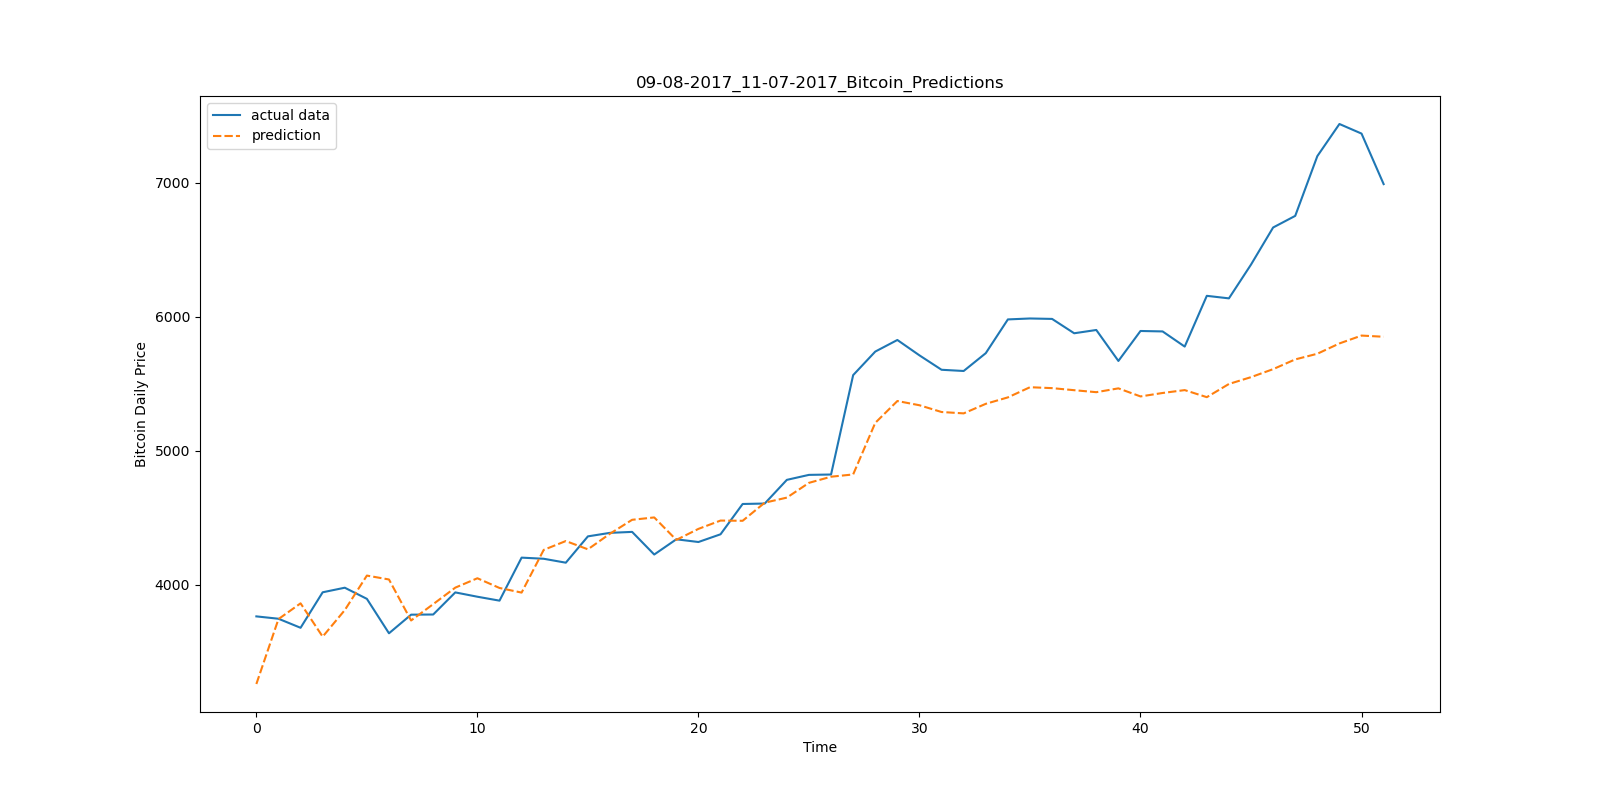 09-08-2017_11-07-2017_Bitcoin_Predictions
actual data
prediction
7000
6000
5000
4000
Bitcoin Daily Price
0 10 20 30 40 50
Time